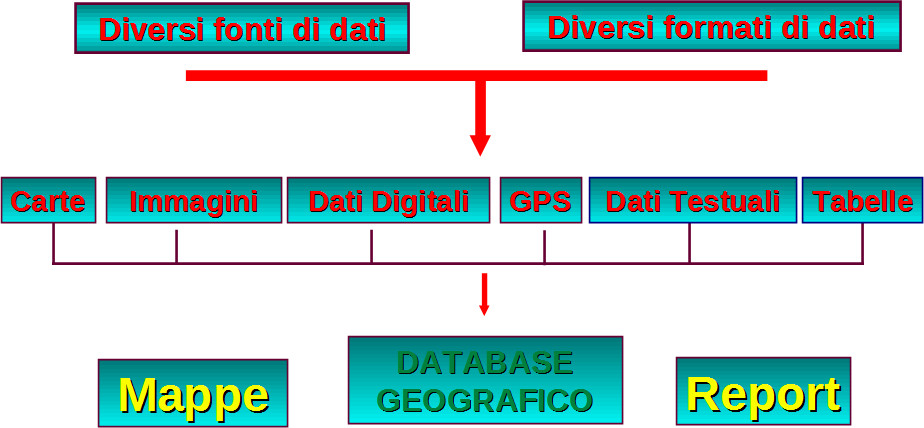 Diversi fonti di dati
Diversi formati di dati
Carte
Immagini
Dati Digitali
GPS
Dati Testuali
Tabelle
DATABASE
GEOGRAFICO
Mappe
Report